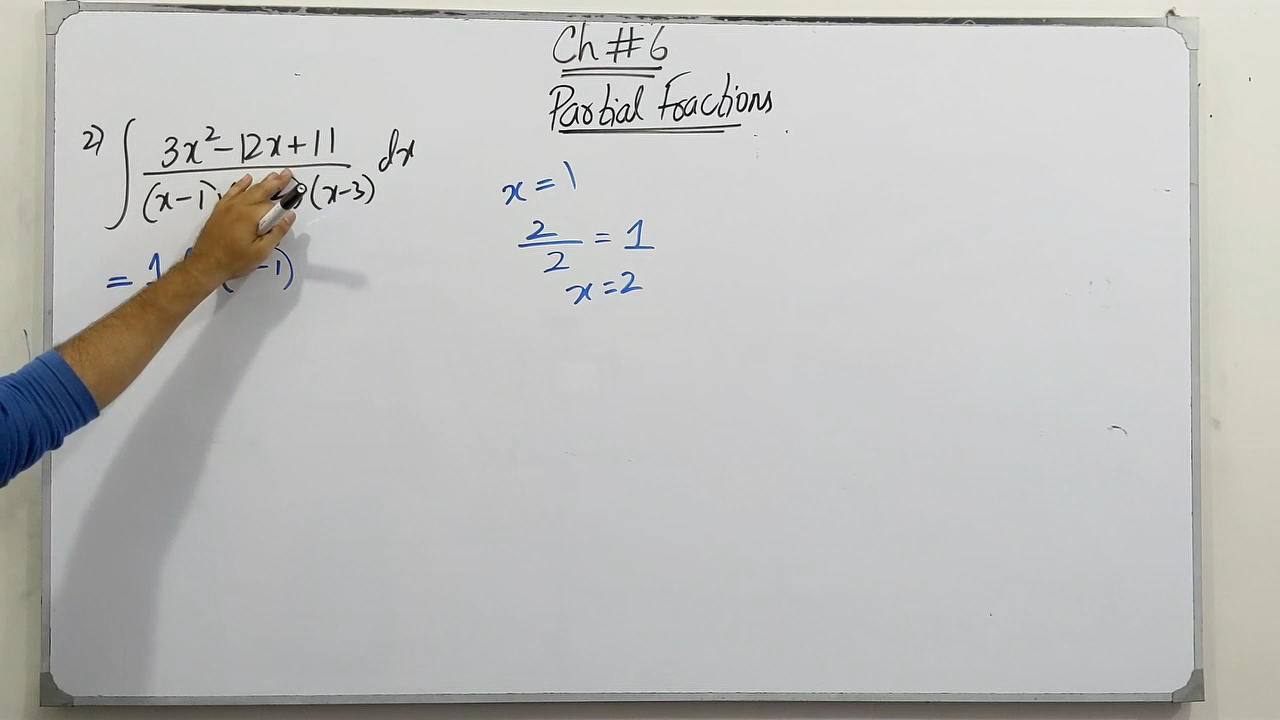 Ch # 6
Partial Fractions
2) ∫ 3x² - 12x + 11
(x-1) (x-3) dx
= 1 -1)
x = 1
2/2 = 1
x = 2